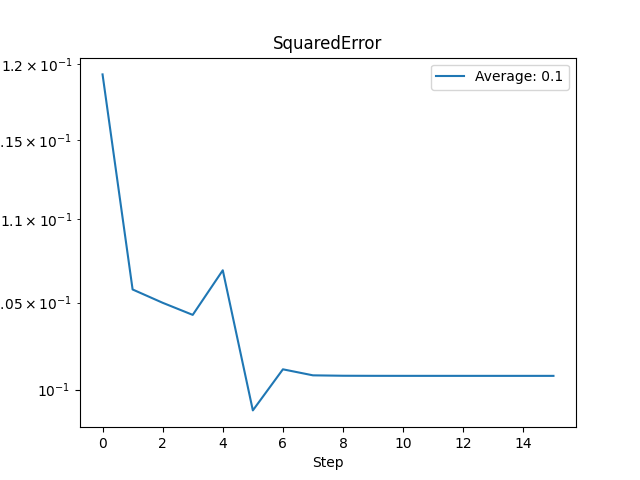 SquaredError
1.2 × 10⁻¹
.15 × 10⁻¹
1.1 × 10⁻¹
.05 × 10⁻¹
10⁻¹
Average: 0.1
0 2 4 6 8 10 12 14
Step